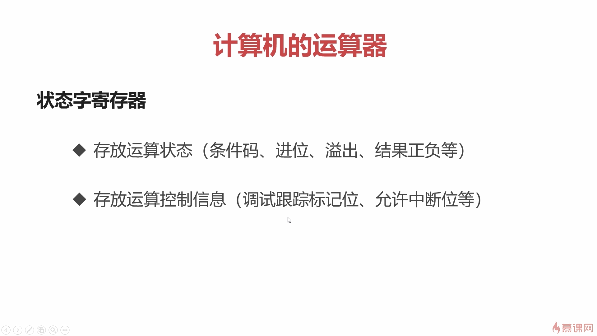 计算机的运算器
状态字寄存器
◆ 存放运算状态（条件码、进位、溢出、结果正负等）
◆ 存放运算控制信息（调试跟踪标记位、允许中断位等）
慕课网